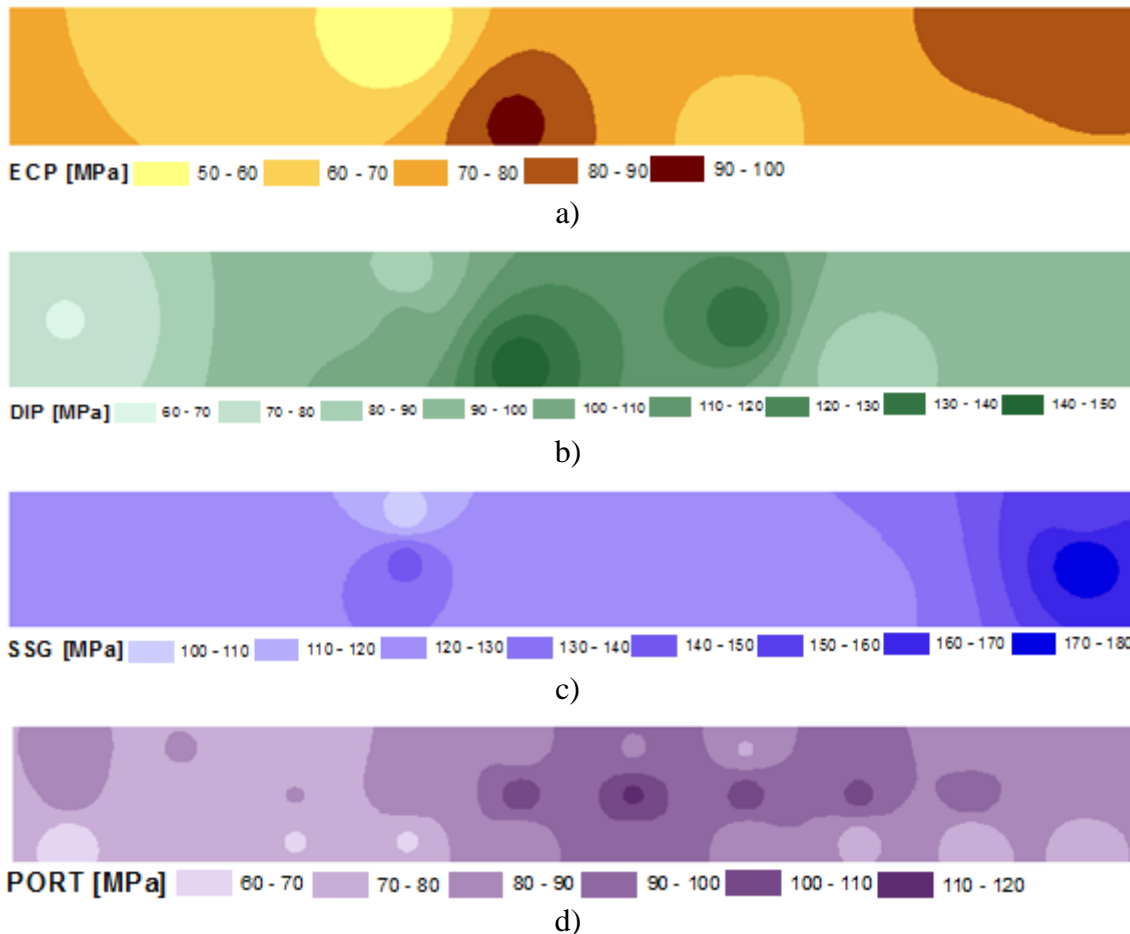 ECP [MPa] 50 - 60 60 - 70 70 - 80 80 - 90 90 - 100
a)
DIP [MPa] 60 - 70 70 - 80 80 - 90 90 - 100 100 - 110 110 - 120 120 - 130 130 - 140 140 - 150
b)
SSG [MPa] 100 - 110 110 - 120 120 - 130 130 - 140 140 - 150 150 - 160 160 - 170 170 - 180
c)
PORT [MPa] 60 - 70 70 - 80 80 - 90 90 - 100 100 - 110 110 - 120
d)